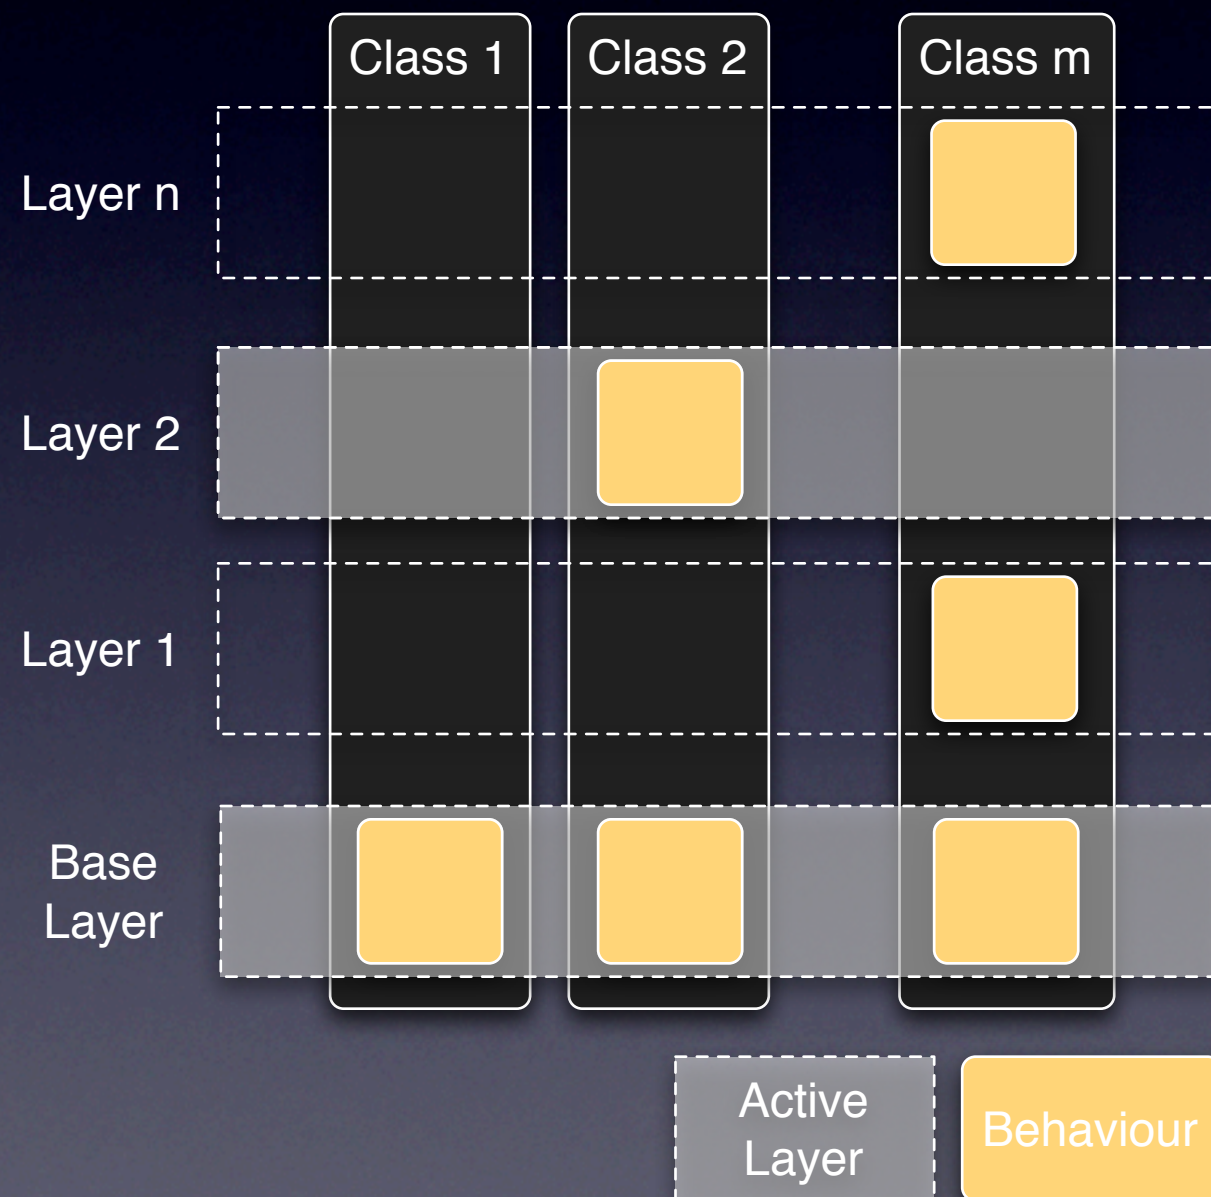 Class 1
Class 2
Class m
Layer n
Layer 2
Layer 1
Base
Layer
Active
Layer
Behaviour